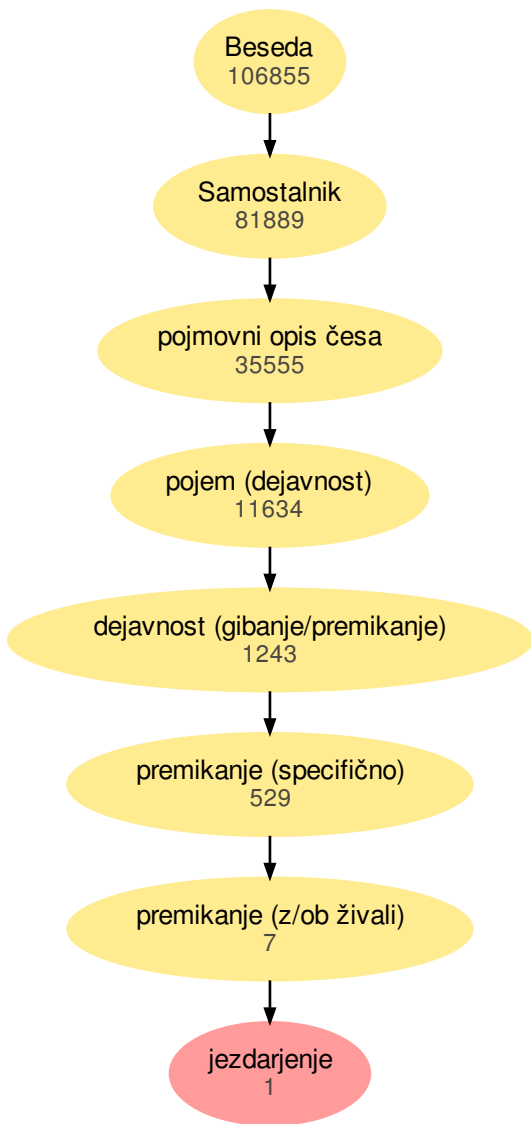 Beseda
106855
Samostalnik
81889
pojmovni opis česa
35555
pojem (dejavnost)
11634
dejavnost (gibanje/premikanje)
1243
premikanje (specifično)
529
premikanje (z/ob živali)
7
jezdarjenje
1